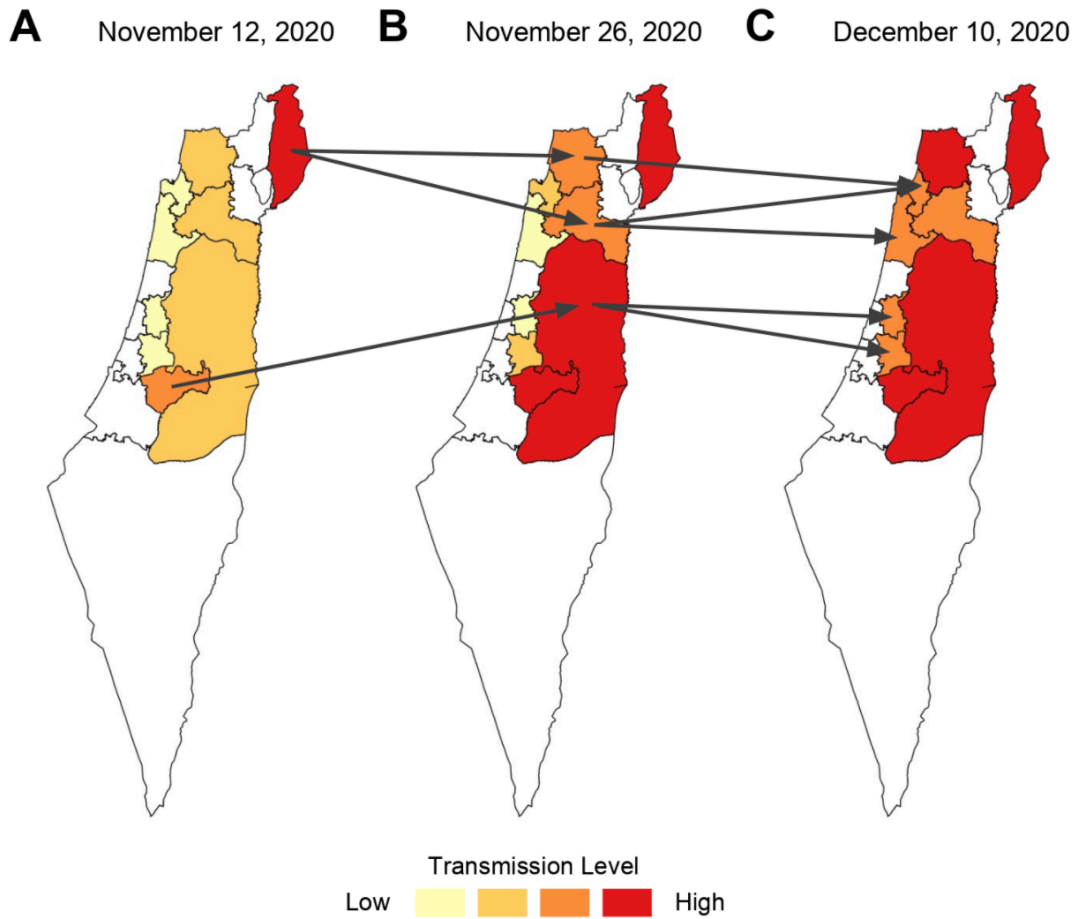 A November 12, 2020 B November 26, 2020 C December 10, 2020
Transmission Level
Low High